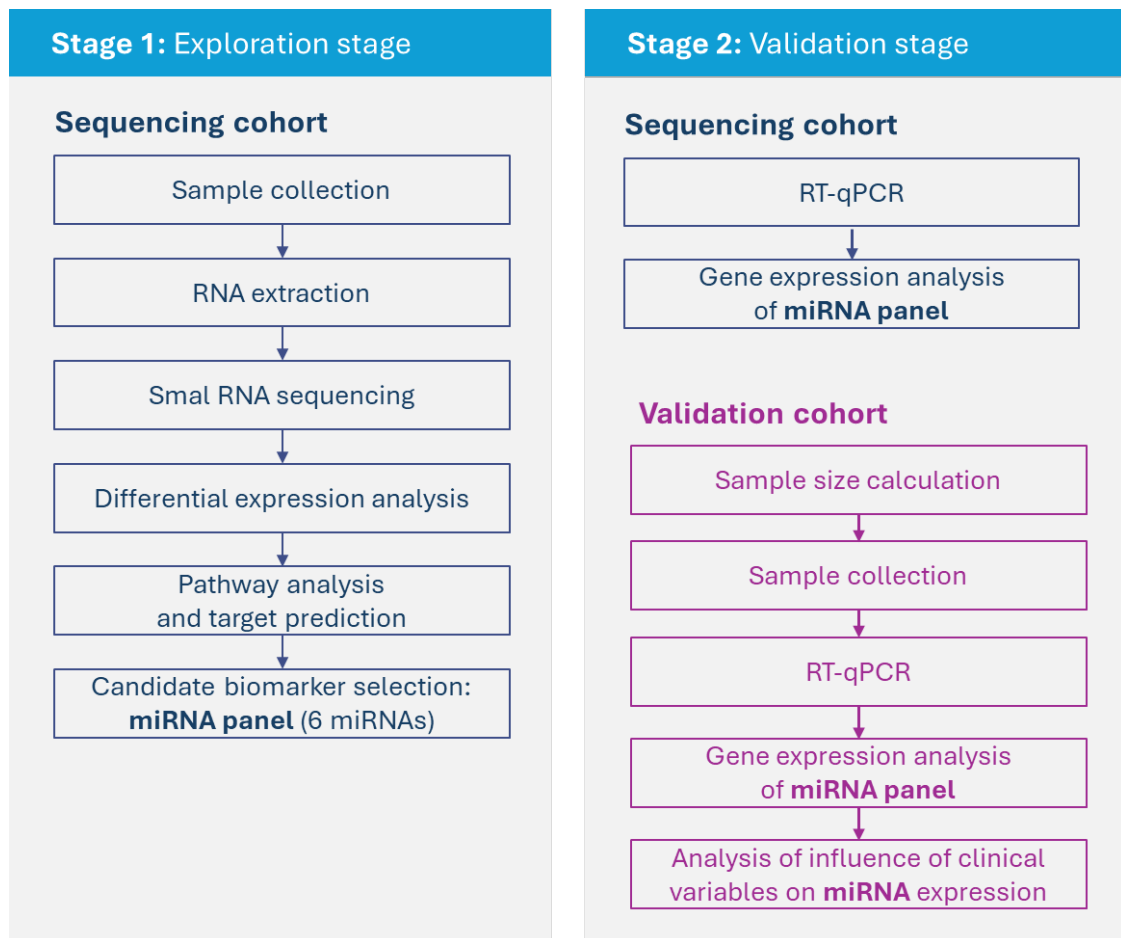 Stage 1: Exploration stage
Sequencing cohort
Sample collection
RNA extraction
Smal RNA sequencing
Differential expression analysis
Pathway analysis
and target prediction
Candidate biomarker selection:
miRNA panel (6 miRNAs)
Stage 2: Validation stage
Sequencing cohort
RT-qPCR
Gene expression analysis
of miRNA panel
Validation cohort
Sample size calculation
Sample collection
RT-qPCR
Gene expression analysis
of miRNA panel
Analysis of influence of clinical
variables on miRNA expression